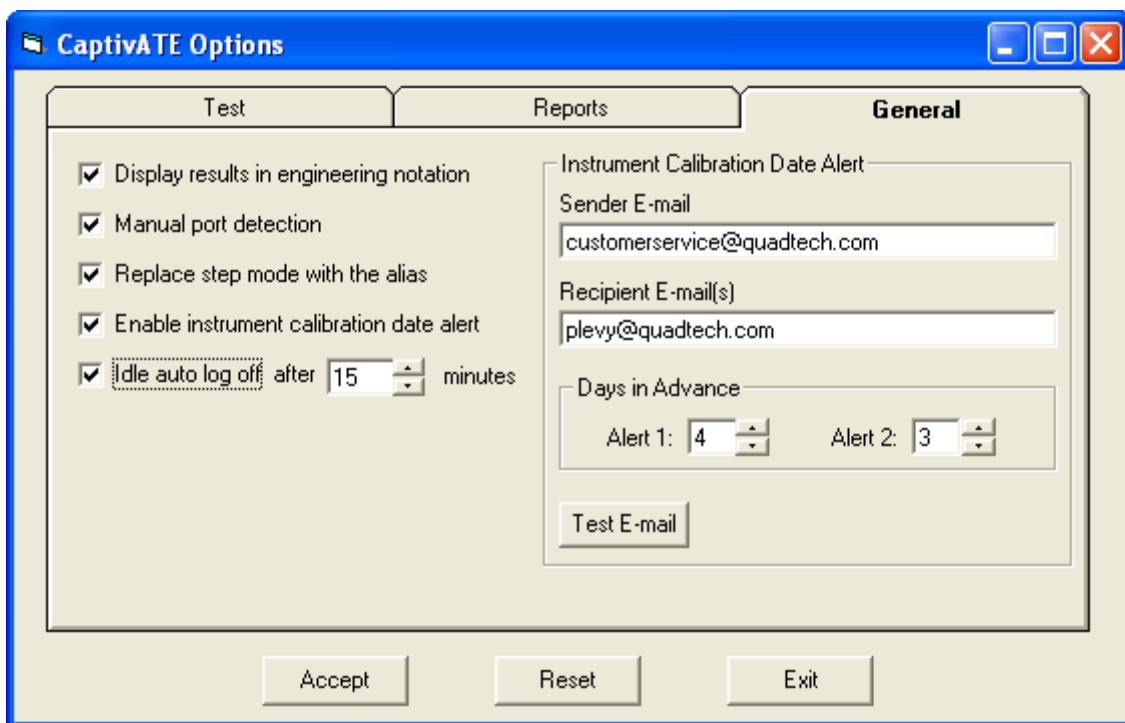 CaptivATE Options
Test Reports General
Display results in engineering notation
Manual port detection
Replace step mode with the alias
Enable instrument calibration date alert
Idle auto log off after 15 minutes
Instrument Calibration Date Alert
Sender E-mail
customerservice@quadtech.com
Recipient E-mail(s)
plevy@quadtech.com
Days in Advance
Alert 1: 4 Alert 2: 3
Test E-mail
Accept Reset Exit